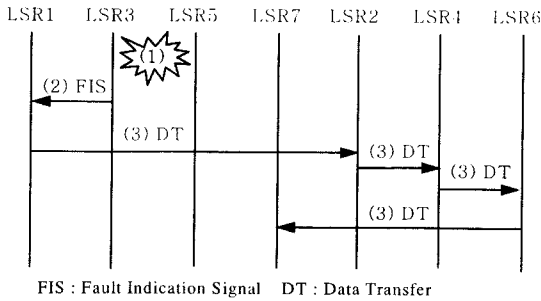 LSR1 LSR3 LSR5 LSR7 LSR2 LSR4 LSR6
(1)
(2) FIS
(3) DT
(3) DT
(3) DT
(3) DT
FIS : Fault Indication Signal DT : Data Transfer